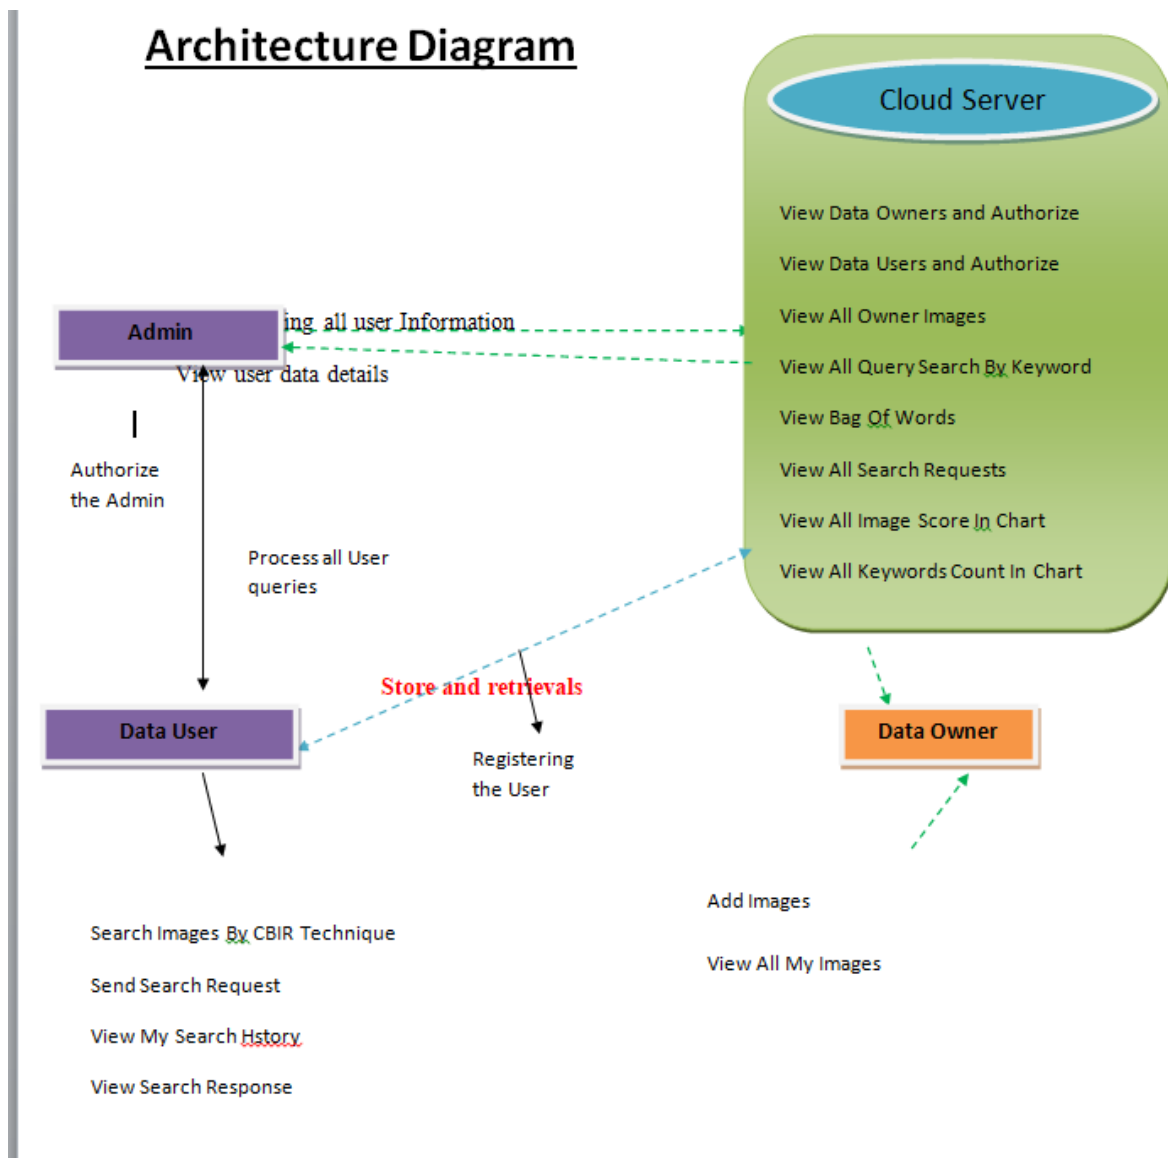 Architecture Diagram
Cloud Server
View Data Owners and Authorize
View Data Users and Authorize
View All Owner Images
View All Query Search By Keyword
View Bag Of Words
View All Search Requests
View All Image Score In Chart
View All Keywords Count In Chart
Admin
ing all user Information
View user data details
Authorize
the Admin
Process all User
queries
Store and retrievals
Data User
Registering
the User
Data Owner
Search Images By CBIR Technique
Send Search Request
View My Search Hstory
View Search Response
Add Images
View All My Images